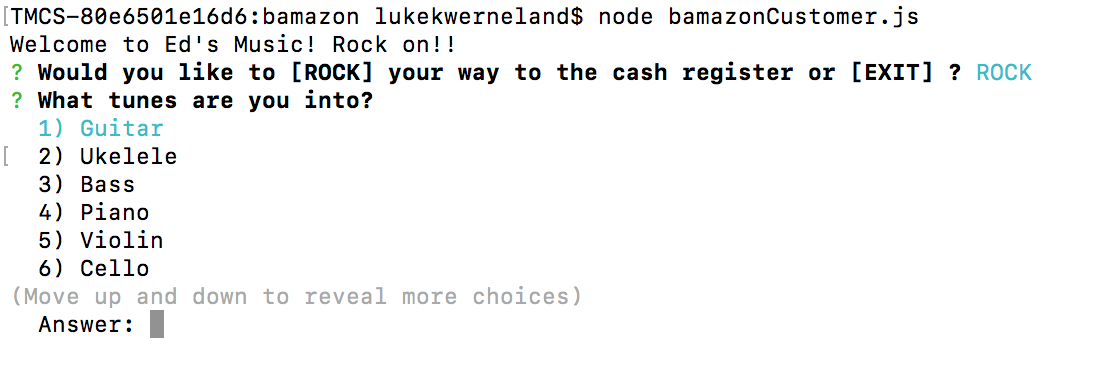 [TMCS-80e6501e16d6:bamazon lukekwerneland$ node bamazonCustomer.js
Welcome to Ed's Music! Rock on!!
? Would you like to [ROCK] your way to the cash register or [EXIT] ? ROCK
? What tunes are you into?
1) Guitar
[ 2) Ukelele
3) Bass
4) Piano
5) Violin
6) Cello
(Move up and down to reveal more choices)
Answer: